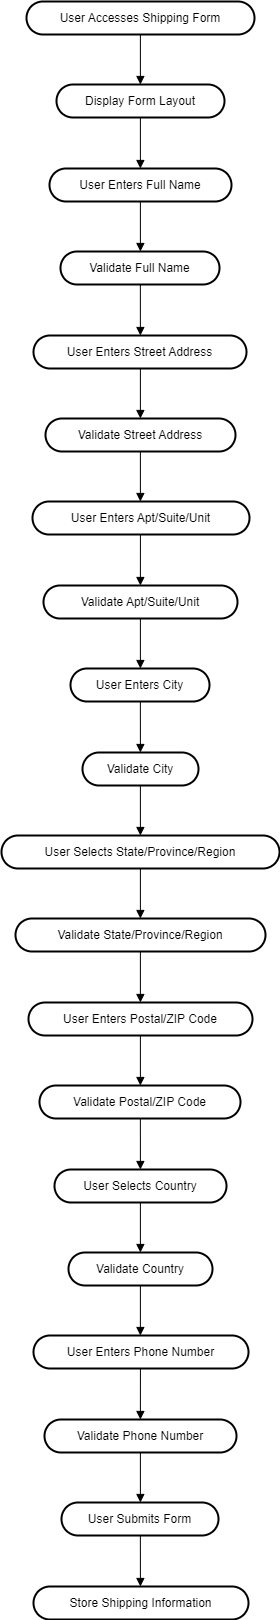 User Accesses Shipping Form
Display Form Layout
User Enters Full Name
Validate Full Name
User Enters Street Address
Validate Street Address
User Enters Apt/Suite/Unit
Validate Apt/Suite/Unit
User Enters City
Validate City
User Selects State/Province/Region
Validate State/Province/Region
User Enters Postal/ZIP Code
Validate Postal/ZIP Code
User Selects Country
Validate Country
User Enters Phone Number
Validate Phone Number
User Submits Form
Store Shipping Information